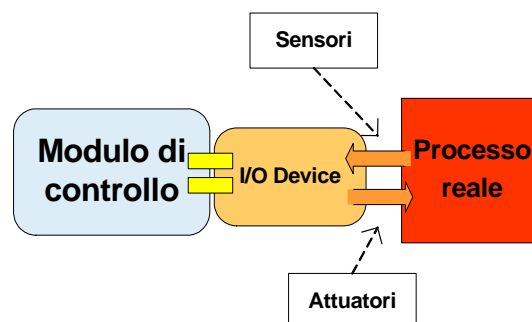 Sensori
Modulo di
controllo
I/O Device
Processo
reale
Attuatori